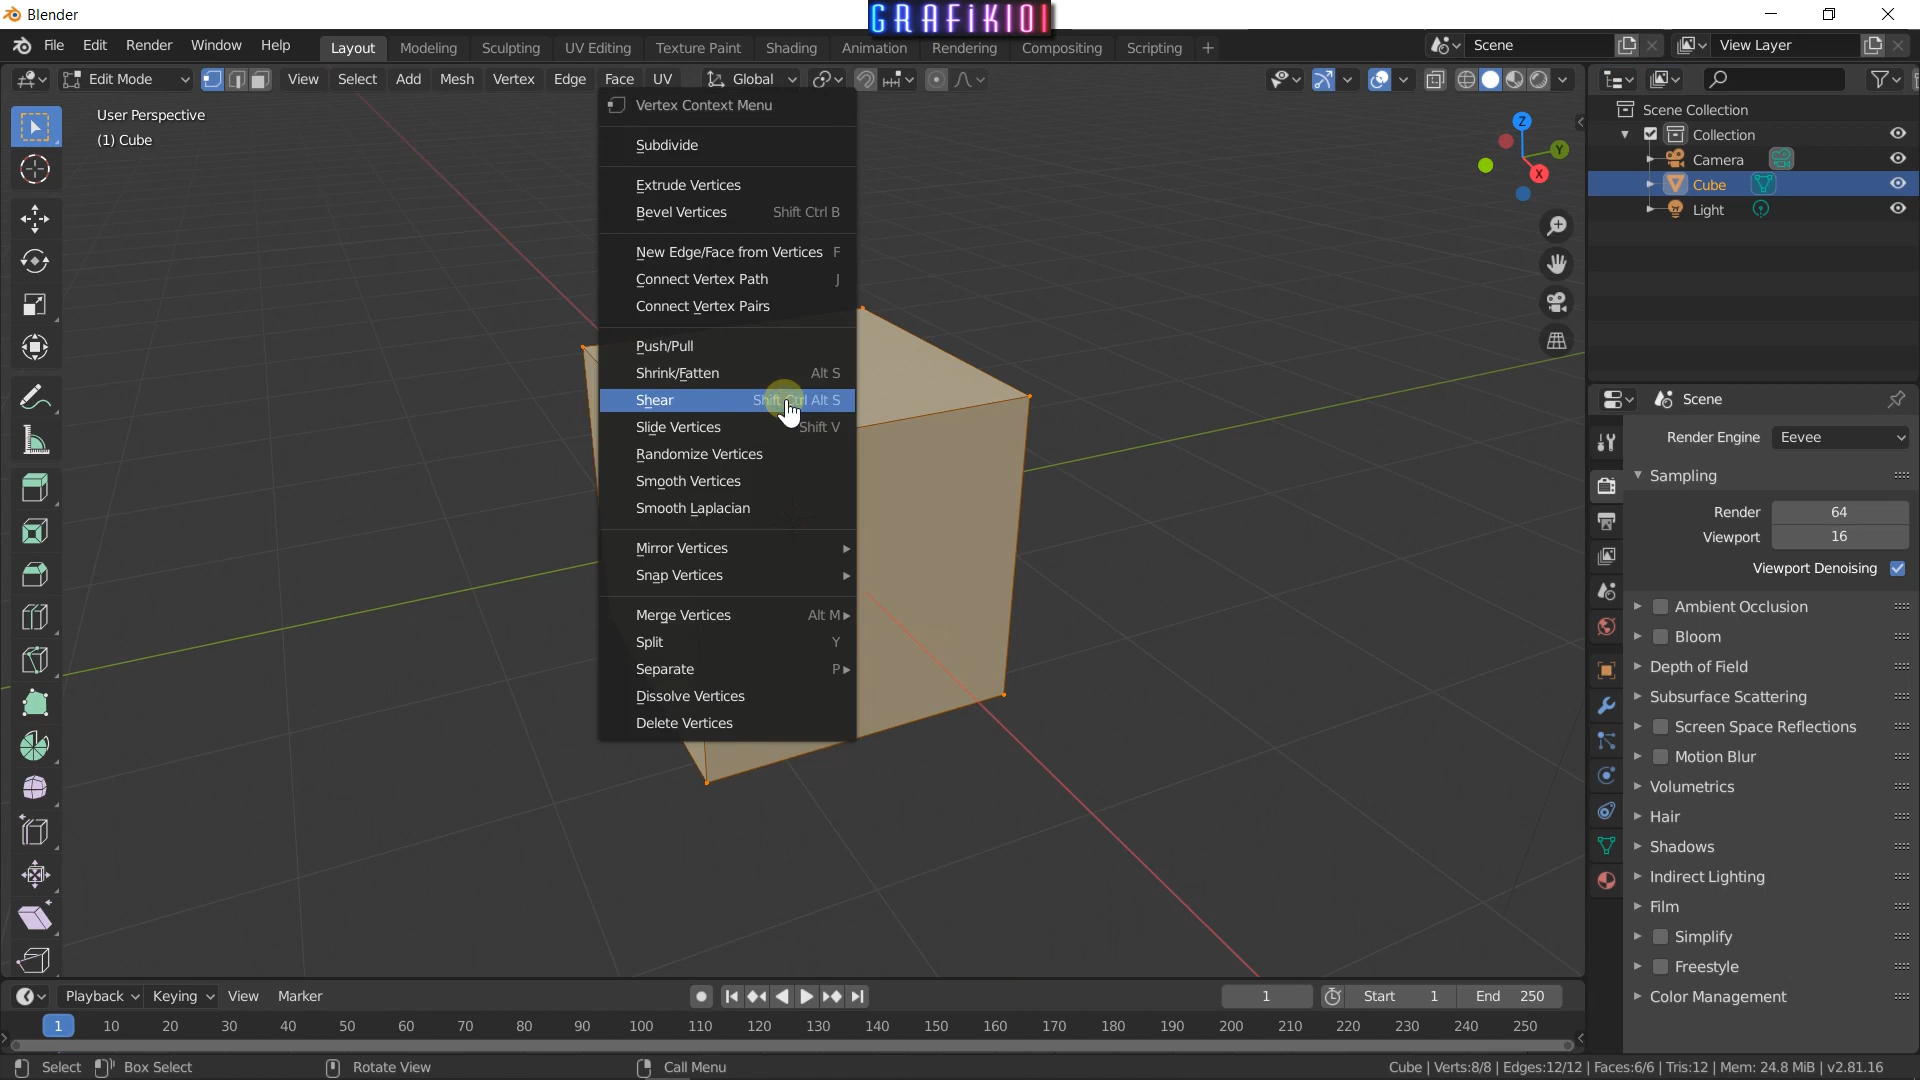 Blender
GRAFiK101
File Edit Render Window Help Layout Modeling Sculpting UV Editing Texture Paint Shading Animation Rendering Compositing Scripting + Scene View Layer
Edit Mode View Select Add Mesh Vertex Edge Face UV Global
User Perspective
(1) Cube
Vertex Context Menu
Subdivide
Extrude Vertices
Bevel Vertices Shift Ctrl B
New Edge/Face from Vertices F
Connect Vertex Path J
Connect Vertex Pairs
Push/Pull
Shrink/Fatten Alt S
Shear Shift Ctrl Alt S
Slide Vertices Shift V
Randomize Vertices
Smooth Vertices
Smooth Laplacian
Mirror Vertices
Snap Vertices
Merge Vertices Alt M
Split Y
Separate P
Dissolve Vertices
Delete Vertices
Z
Y
X
Scene Collection
Collection
Camera
Cube
Light
Scene
Render Engine Eevee
Sampling
Render 64
Viewport 16
Viewport Denoising
Ambient Occlusion
Bloom
Depth of Field
Subsurface Scattering
Screen Space Reflections
Motion Blur
Volumetrics
Hair
Shadows
Indirect Lighting
Film
Simplify
Freestyle
Color Management
Playback Keying View Marker 1 Start 1 End 250
1 10 20 30 40 50 60 70 80 90 100 110 120 130 140 150 160 170 180 190 200 210 220 230 240 250
Select Box Select Rotate View Call Menu Cube | Verts:8/8 | Edges:12/12 | Faces:6/6 | Tris:12 | Mem: 24.8 MiB | v2.81.16